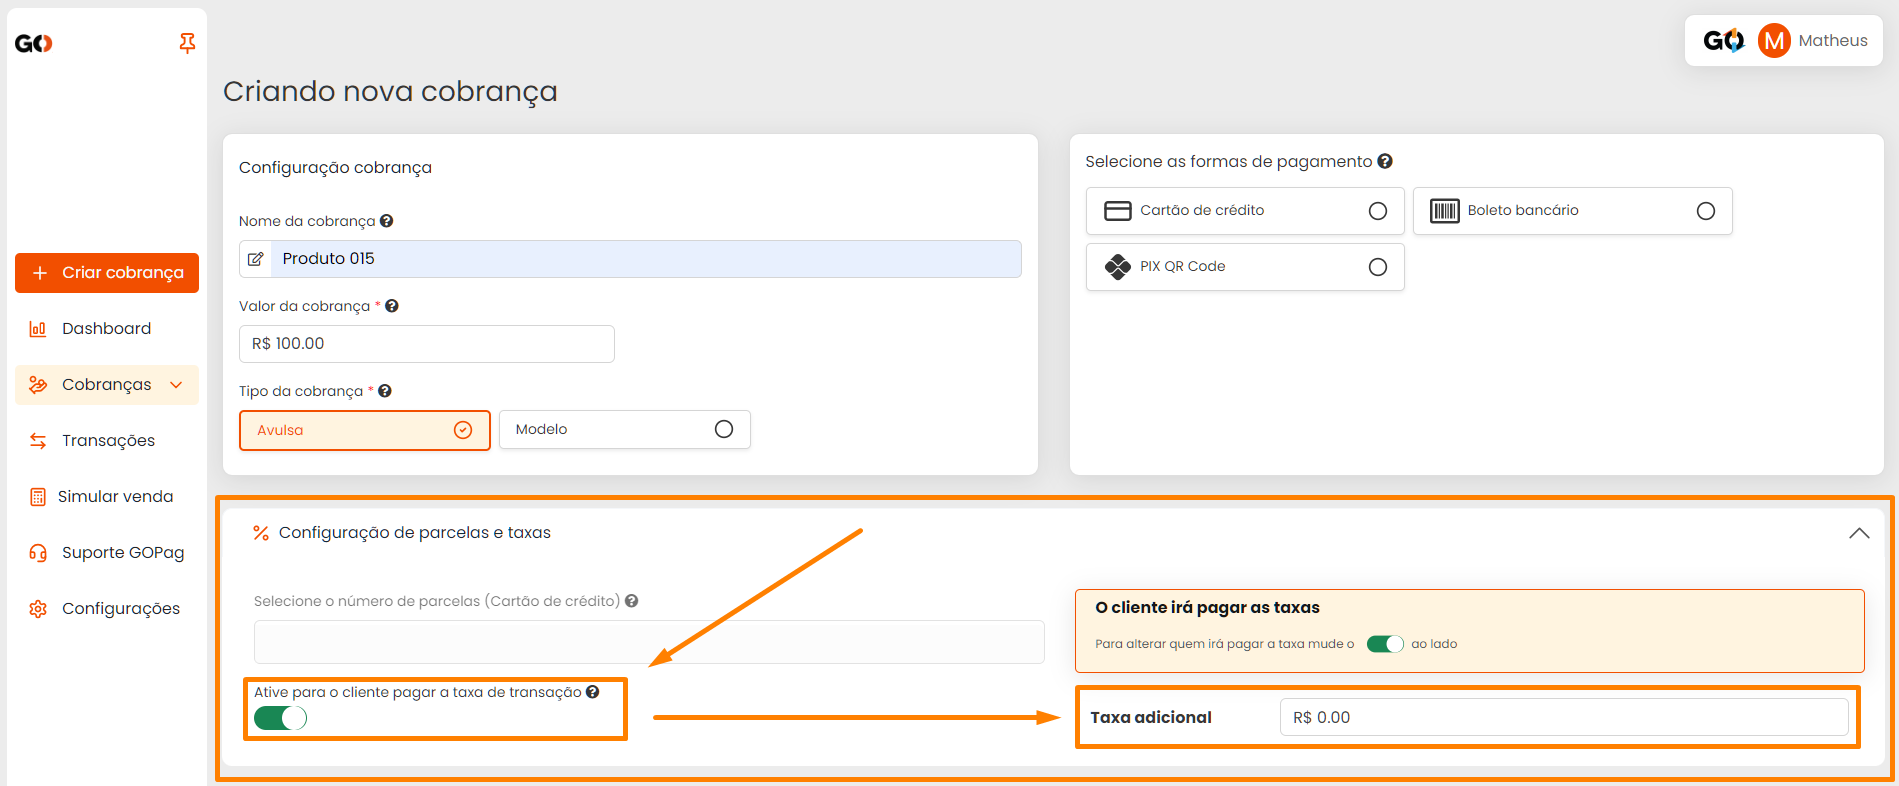 GO
GO M Matheus
Criando nova cobrança
Configuração cobrança
Nome da cobrança
Produto 015
Valor da cobrança *
R$ 100.00
Tipo da cobrança *
Avulsa
Modelo
Selecione as formas de pagamento
Cartão de crédito
Boleto bancário
PIX QR Code
Criar cobrança
Dashboard
Cobranças
Transações
Simular venda
Suporte GOPag
Configurações
Configuração de parcelas e taxas
Selecione o número de parcelas (Cartão de crédito)
Ative para o cliente pagar a taxa de transação
O cliente irá pagar as taxas
Para alterar quem irá pagar a taxa mude o ao lado
Taxa adicional
R$ 0.00